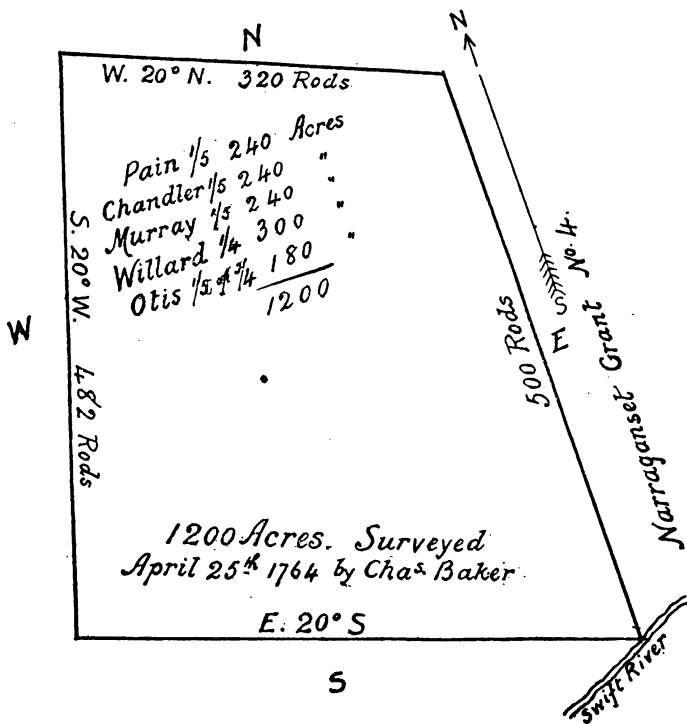 N
N
W. 20° N. 320 Rods
Pain 1/5 240 Acres
Chandler 1/5 240 "
Murray 1/5 240 "
Willard 1/4 300 "
Otis 1/5 of 3/4 180 "
1200
S. 20° W. 482 Rods
W
500 Rods
E
S
Narraganset Grant No. 4.
1200 Acres. Surveyed
April 25th 1764 by Chas. Baker
E. 20° S
S
Swift River